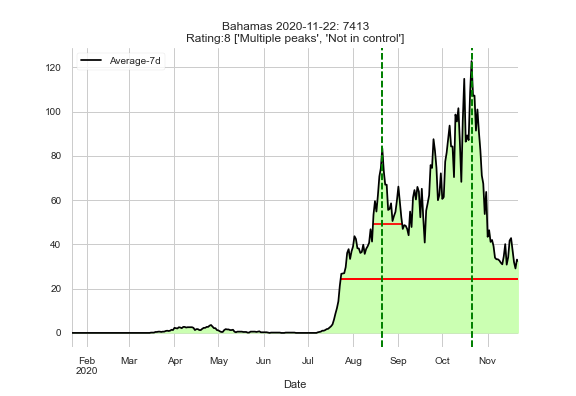 Bahamas 2020-11-22: 7413
Rating:8 ['Multiple peaks', 'Not in control']
Average-7d
120
100
80
60
40
20
0
Feb Mar Apr May Jun Jul Aug Sep Oct Nov
2020
Date